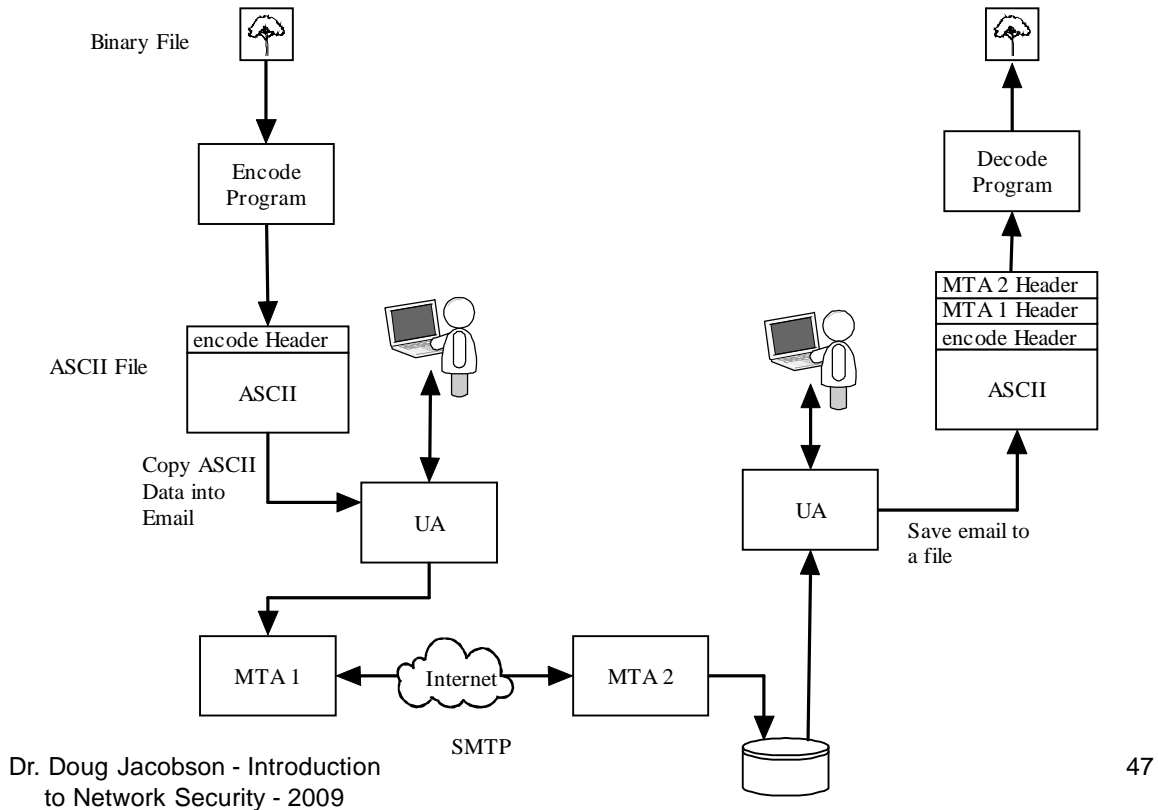 Binary File
Encode
Program
Decode
Program
encode Header
ASCII File
ASCII
MTA 2 Header
MTA 1 Header
encode Header
ASCII
Copy ASCII
Data into
Email
UA
UA
Save email to
a file
MTA 1
Internet
MTA 2
SMTP
Dr. Doug Jacobson - Introduction
to Network Security - 2009
47